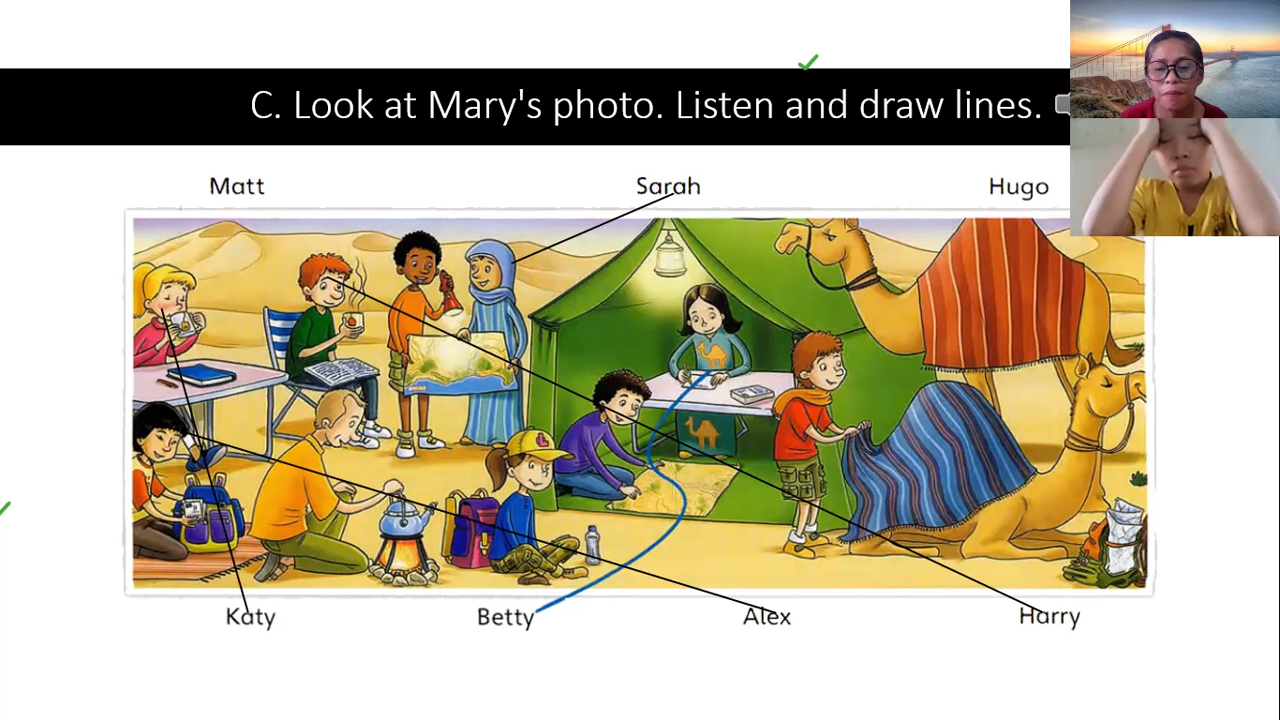 C. Look at Mary's photo. Listen and draw lines.
Matt Sarah Hugo
Katy Betty Alex Harry